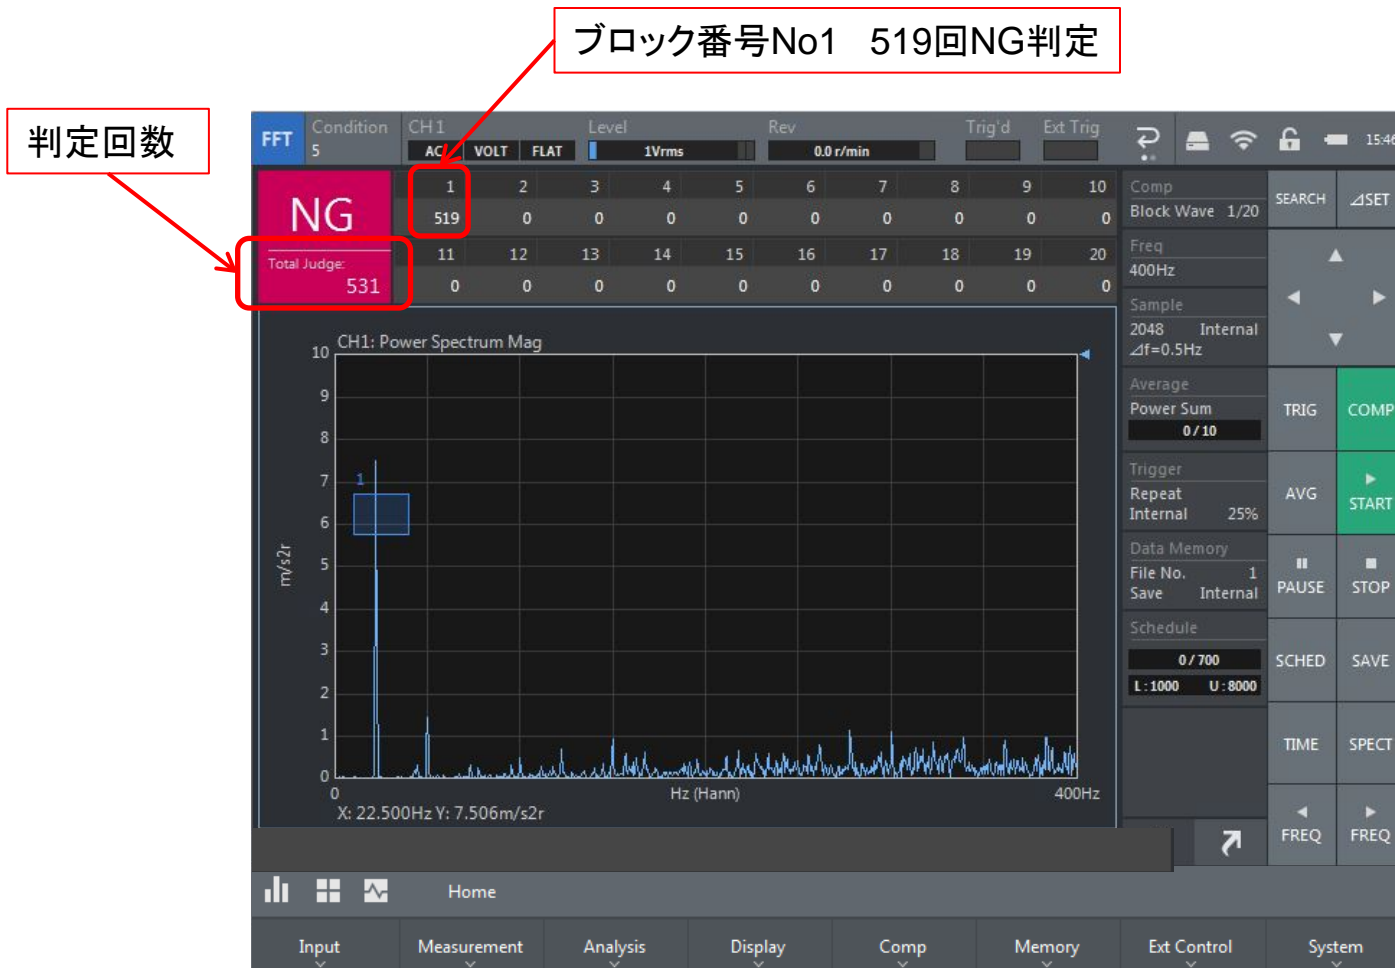 ブロック番号No1　519回NG判定
判定回数
FFT
Condition
5
CH1
AC VOLT FLAT
Level
1Vrms
Rev
0.0 r/min
Trig'd
Ext Trig
15:46
NG
Total Judge:
531
1 2 3 4 5 6 7 8 9 10
519 0 0 0 0 0 0 0 0 0
11 12 13 14 15 16 17 18 19 20
0 0 0 0 0 0 0 0 0 0
Comp
Block Wave 1/20
Freq
400Hz
Sample
2048 Internal
⊿f=0.5Hz
Average
Power Sum
0 / 10
Trigger
Repeat
Internal 25%
Data Memory
File No. 1
Save Internal
Schedule
0 / 700
L : 1000 U : 8000
SEARCH
⊿SET
TRIG
COMP
AVG
START
PAUSE
STOP
SCHED
SAVE
TIME
SPECT
FREQ
FREQ
CH1: Power Spectrum Mag
10
9
8
7
6
5
4
3
2
1
0
m/s2r
1
0
Hz (Hann)
400Hz
X: 22.500Hz Y: 7.506m/s2r
Home
Input
Measurement
Analysis
Display
Comp
Memory
Ext Control
System